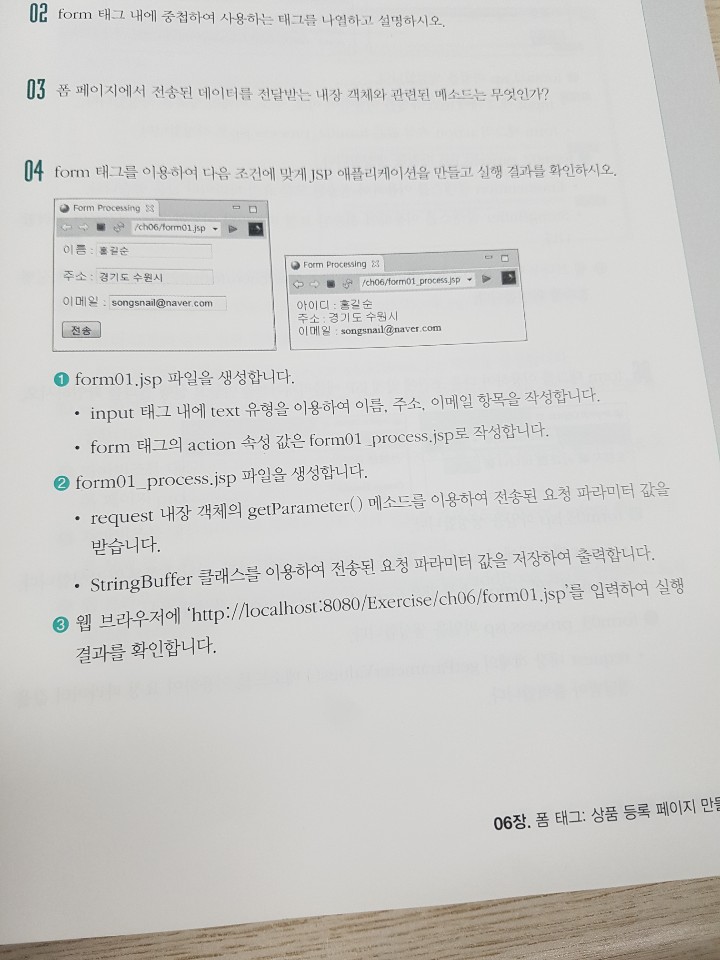 02 form 태그 내에 중첩하여 사용하는 태그를 나열하고 설명하시오.
03 폼 페이지에서 전송된 데이터를 전달받는 내장 객체와 관련된 메소드는 무엇인가?
04 form 태그를 이용하여 다음 조건에 맞게 JSP 애플리케이션을 만들고 실행 결과를 확인하시오.
Form Processing
/ch06/form01.jsp
이름 : 홍길순
주소 : 경기도 수원시
이메일 : songsnail@naver.com
전송
Form Processing
/ch06/form01_process.jsp
아이디 : 홍길순
주소 : 경기도 수원시
이메일 : songsnail@naver.com
1 form01.jsp 파일을 생성합니다.
• input 태그 내에 text 유형을 이용하여 이름, 주소, 이메일 항목을 작성합니다.
• form 태그의 action 속성 값은 form01 _process.jsp로 작성합니다.
2 form01_process.jsp 파일을 생성합니다.
• request 내장 객체의 getParameter( ) 메소드를 이용하여 전송된 요청 파라미터 값을
받습니다.
• StringBuffer 클래스를 이용하여 전송된 요청 파라미터 값을 저장하여 출력합니다.
3 웹 브라우저에 ‘http://localhost:8080/Exercise/ch06/form01.jsp’를 입력하여 실행
결과를 확인합니다.
06장. 폼 태그: 상품 등록 페이지